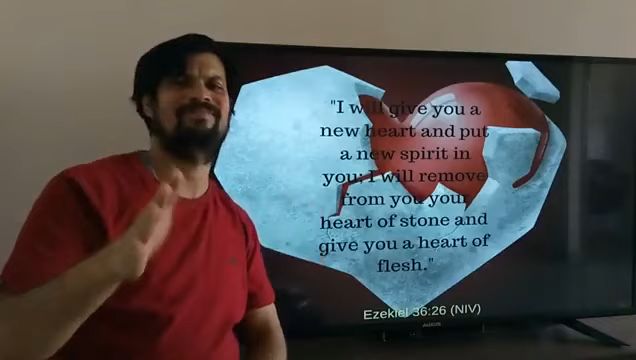 "I will give you a
new heart and put
a new spirit in
you; I will remove
from you your
heart of stone and
give you a heart of
flesh."
Ezekiel 36:26 (NIV)